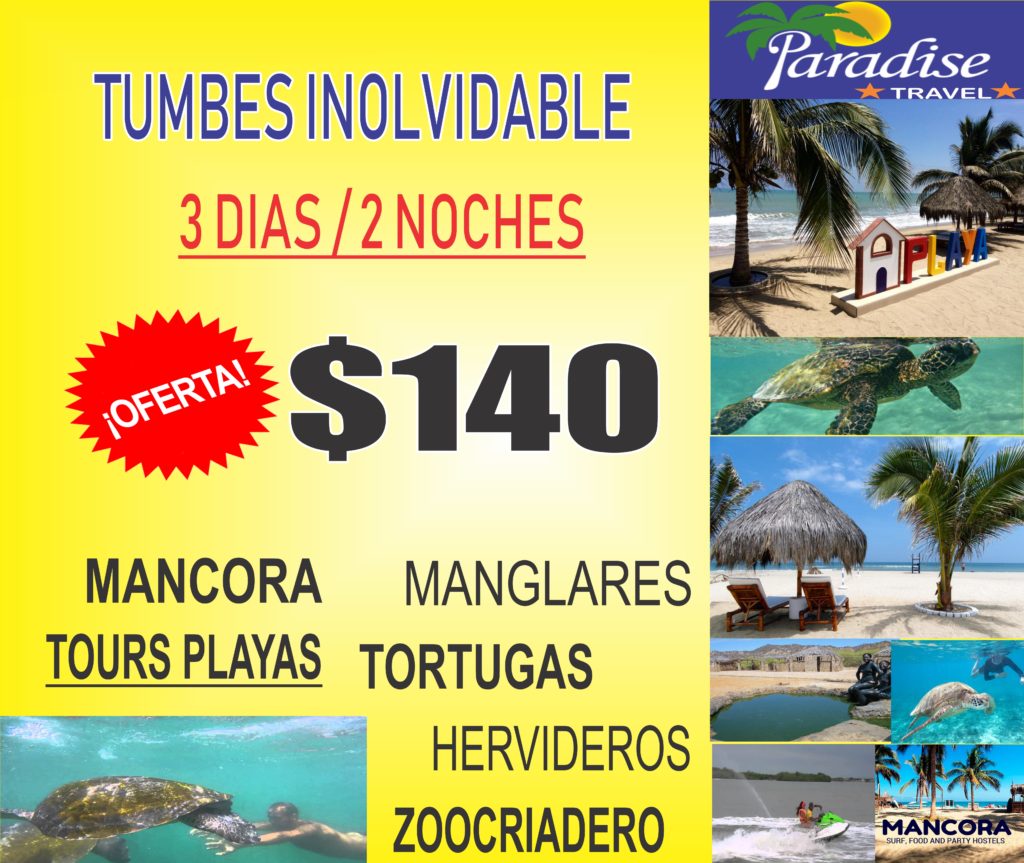 TUMBES INOLVIDABLE
3 DIAS / 2 NOCHES
¡OFERTA!
$140
MANCORA
TOURS PLAYAS
MANGLARES
TORTUGAS
HERVIDEROS
ZOOCRIADERO
Paradise
TRAVEL
PLAYA
MANCORA
SURF, FOOD AND PARTY HOSTELS